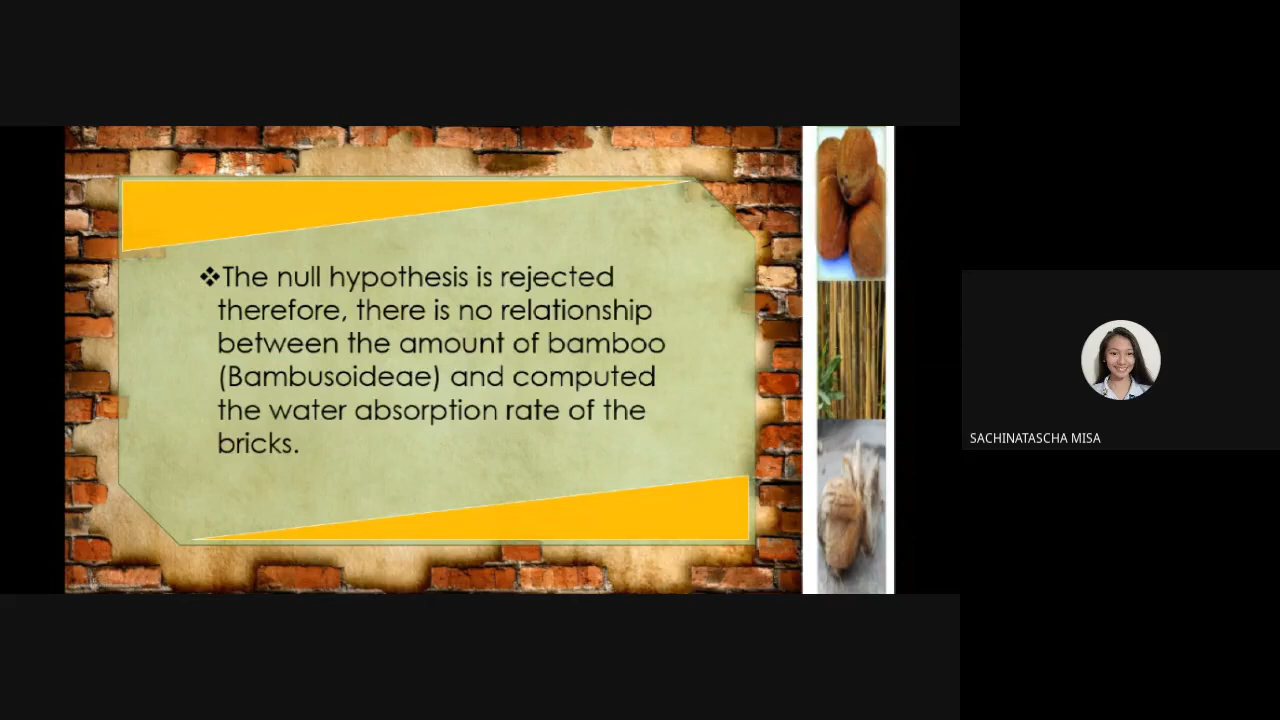 ❖The null hypothesis is rejected
therefore, there is no relationship
between the amount of bamboo
(Bambusoideae) and computed
the water absorption rate of the
bricks.
SACHINATASCHA MISA